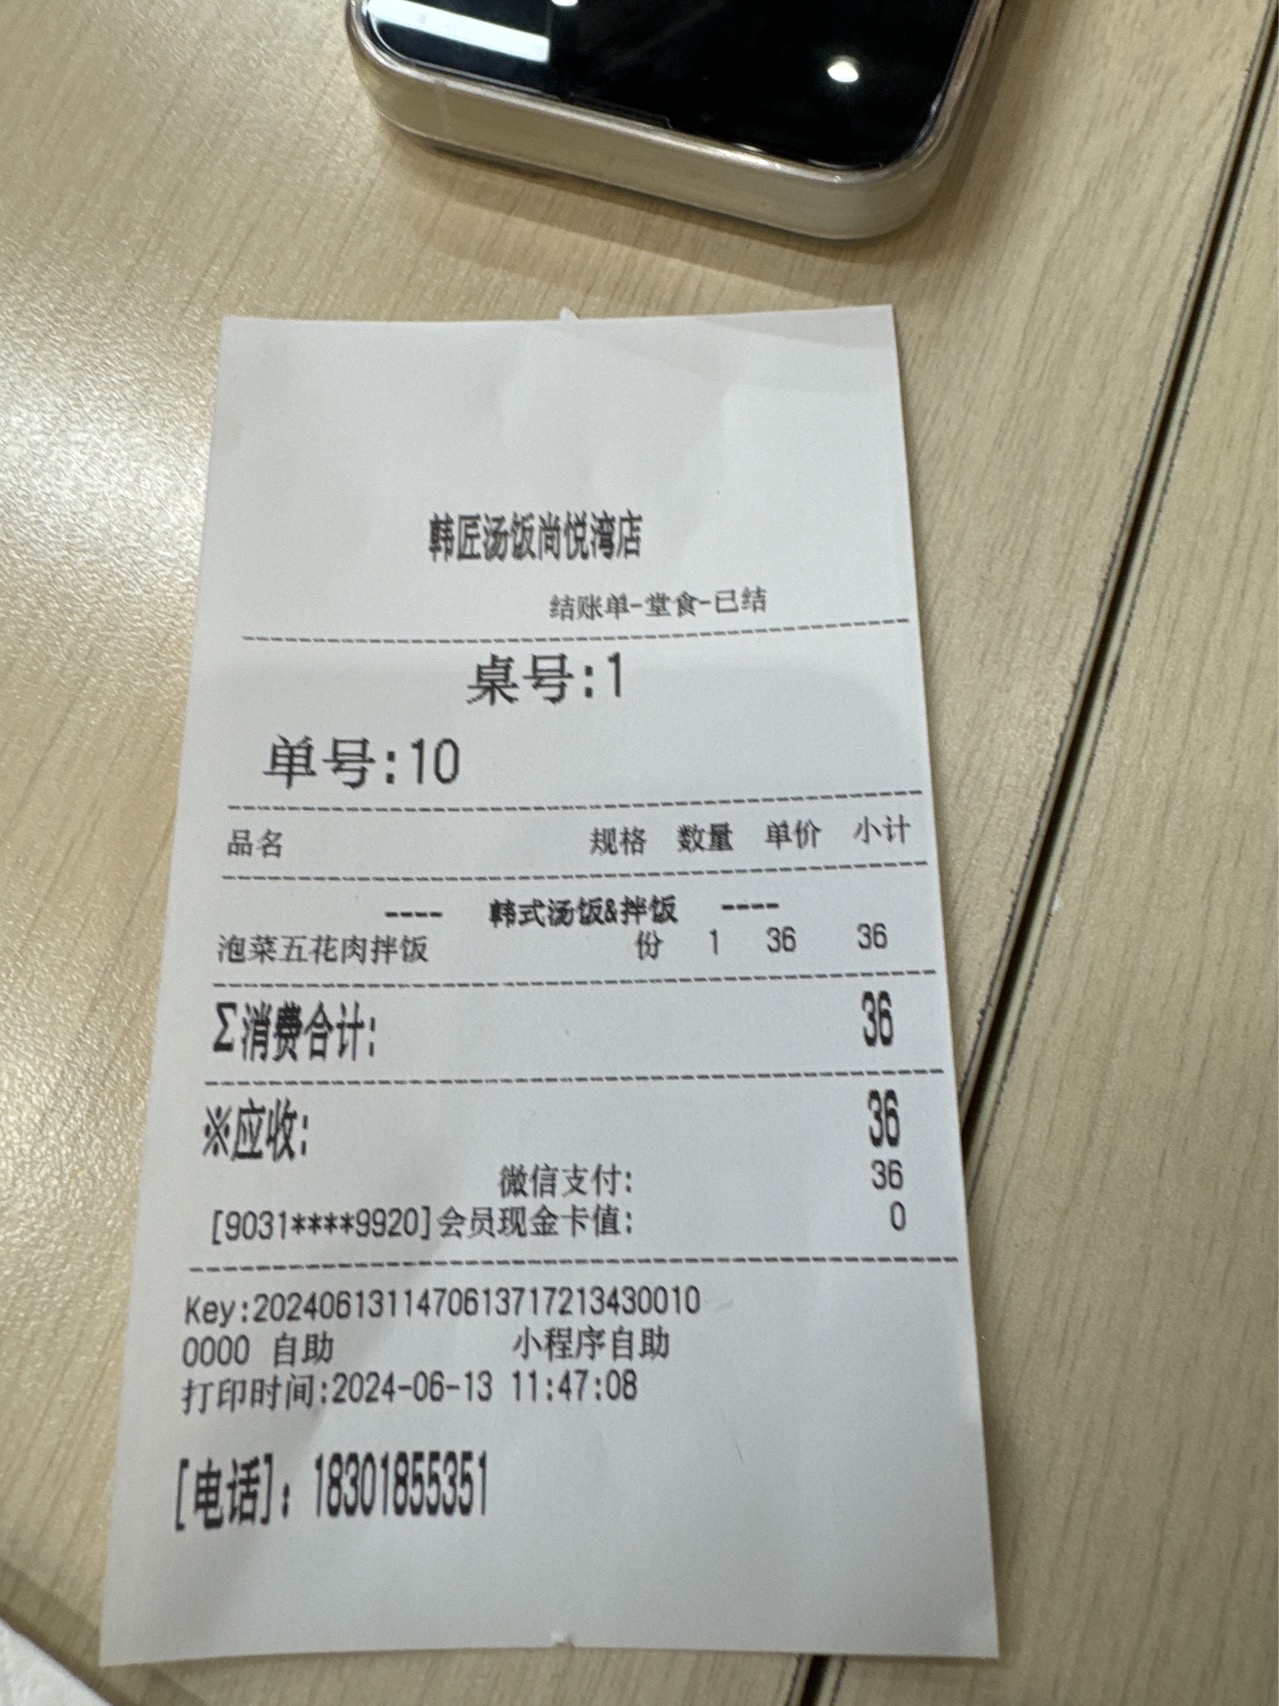 韩匠汤饭尚悦湾店
结账单-堂食-已结
桌号:1
单号:10
品名 规格 数量 单价 小计
---- 韩式汤饭&拌饭 ----
泡菜五花肉拌饭 份 1 36 36
Σ消费合计: 36
※应收: 36
微信支付: 36
[9031****9920]会员现金卡值: 0
Key:2024061311470613717213430010
0000 自助 小程序自助
打印时间:2024-06-13 11:47:08
[电话]: 18301855351